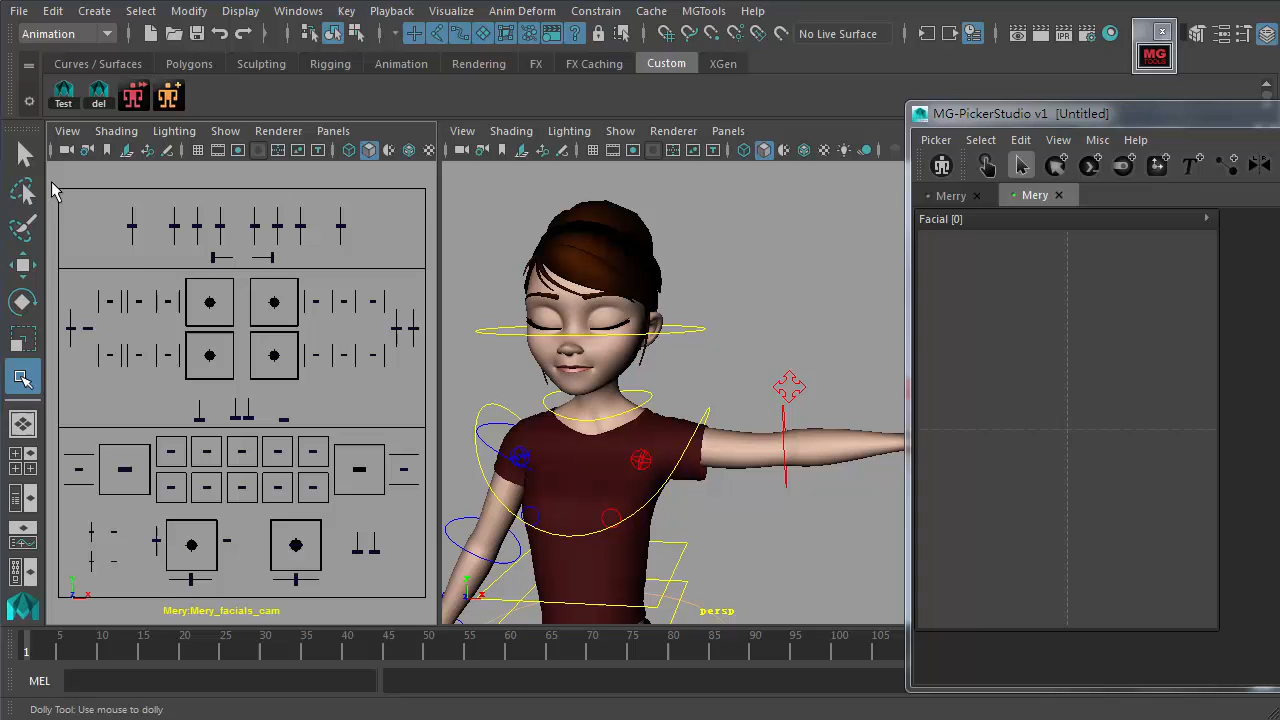 File Edit Create Select Modify Display Windows Key Playback Visualize Anim Deform Constrain Cache MGTools Help
Animation No Live Surface IPR MG TOOLS
Curves / Surfaces Polygons Sculpting Rigging Animation Rendering FX FX Caching Custom XGen
Test del
MG-PickerStudio v1 [Untitled]
View Shading Lighting Show Renderer Panels
View Shading Lighting Show Renderer Panels
Picker Select Edit View Misc Help
Merry Mery
Facial [0]
Mery:Mery_facials_cam
persp
5 10 15 20 25 30 35 40 45 50 55 60 65 70 75 80 85 90 95 100 105
1
MEL
Dolly Tool: Use mouse to dolly